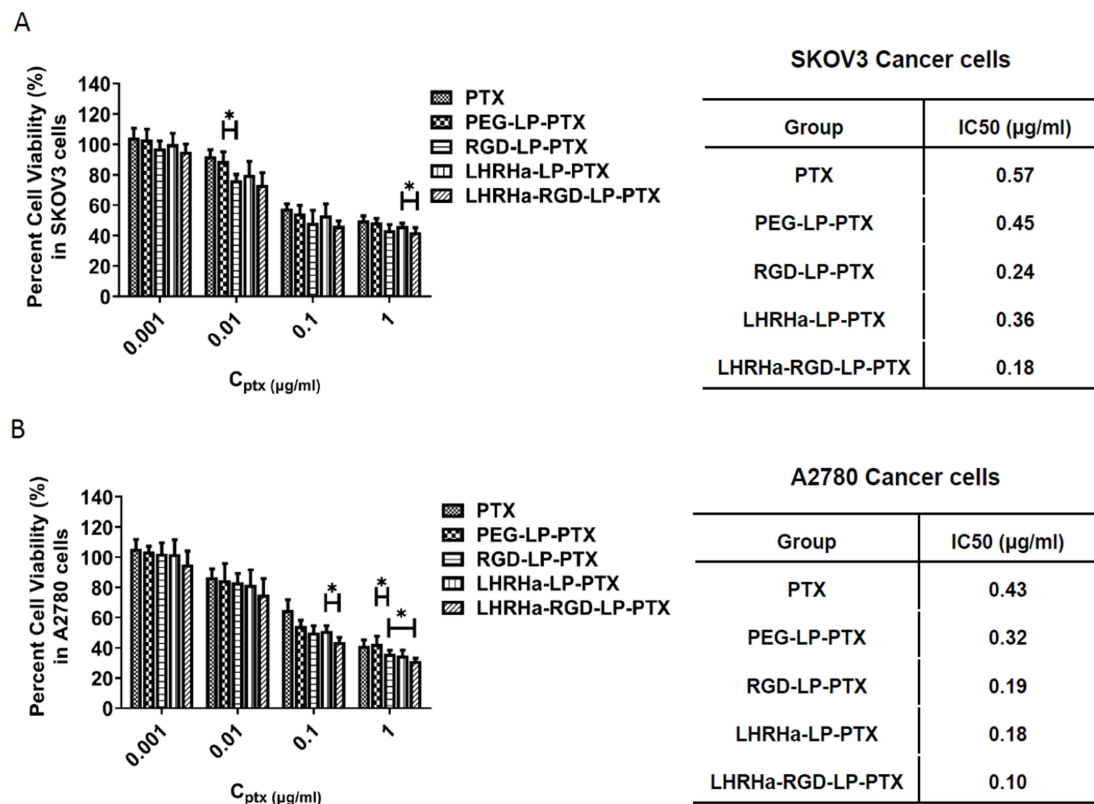 A
SKOV3 Cancer cells
Percent Cell Viability (%)
in SKOV3 cells
140
120
100
80
60
40
20
0
0.001
0.01
0.1
1
Cptx (µg/ml)
*
*
PTX
PEG-LP-PTX
RGD-LP-PTX
LHRHa-LP-PTX
LHRHa-RGD-LP-PTX
Group IC50 (µg/ml)
PTX 0.57
PEG-LP-PTX 0.45
RGD-LP-PTX 0.24
LHRHa-LP-PTX 0.36
LHRHa-RGD-LP-PTX 0.18
B
A2780 Cancer cells
Percent Cell Viability (%)
in A2780 cells
140
120
100
80
60
40
20
0
0.001
0.01
0.1
1
Cptx (µg/ml)
*
*
*
PTX
PEG-LP-PTX
RGD-LP-PTX
LHRHa-LP-PTX
LHRHa-RGD-LP-PTX
Group IC50 (µg/ml)
PTX 0.43
PEG-LP-PTX 0.32
RGD-LP-PTX 0.19
LHRHa-LP-PTX 0.18
LHRHa-RGD-LP-PTX 0.10